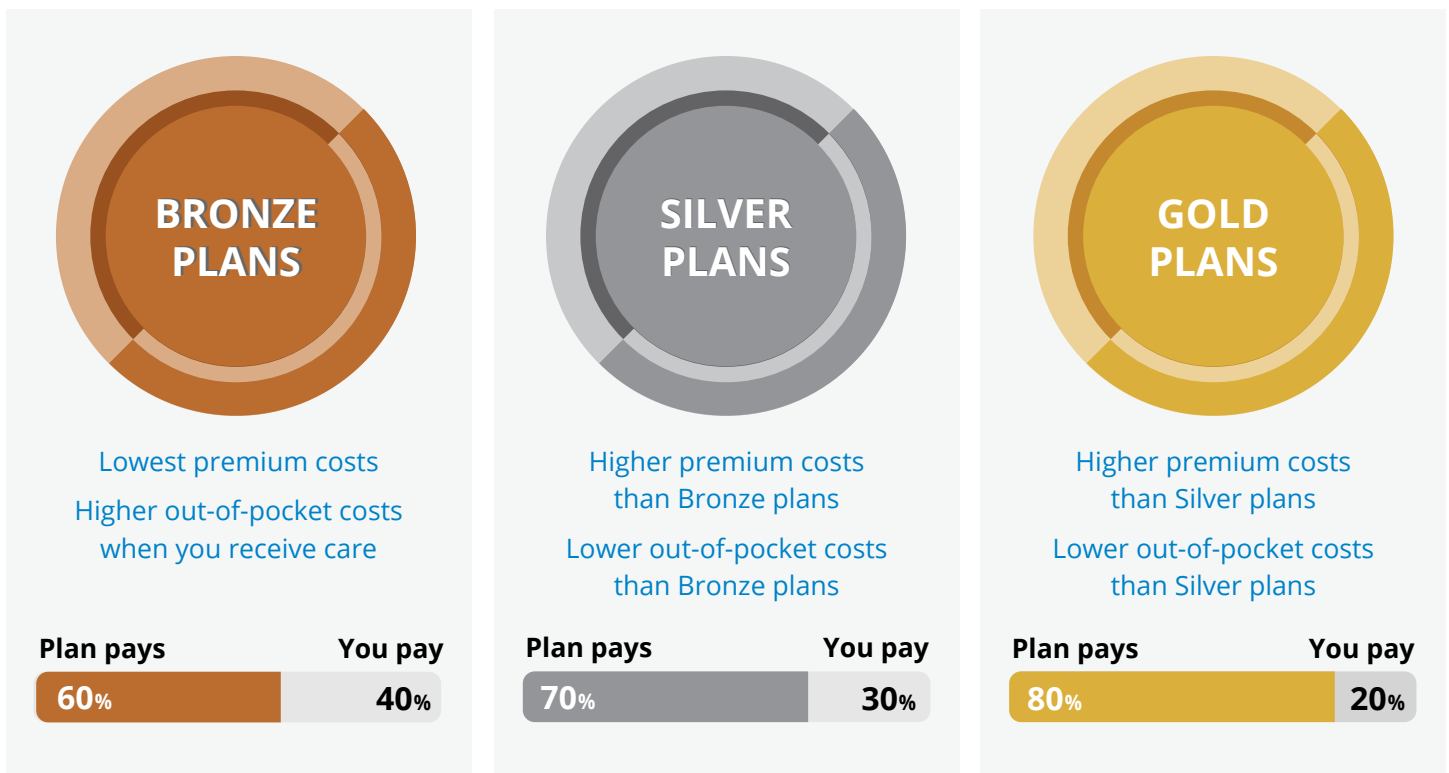 BRONZE
PLANS
Lowest premium costs
Higher out-of-pocket costs
when you receive care
Plan pays You pay
60% 40%
SILVER
PLANS
Higher premium costs
than Bronze plans
Lower out-of-pocket costs
than Bronze plans
Plan pays You pay
70% 30%
GOLD
PLANS
Higher premium costs
than Silver plans
Lower out-of-pocket costs
than Silver plans
Plan pays You pay
80% 20%